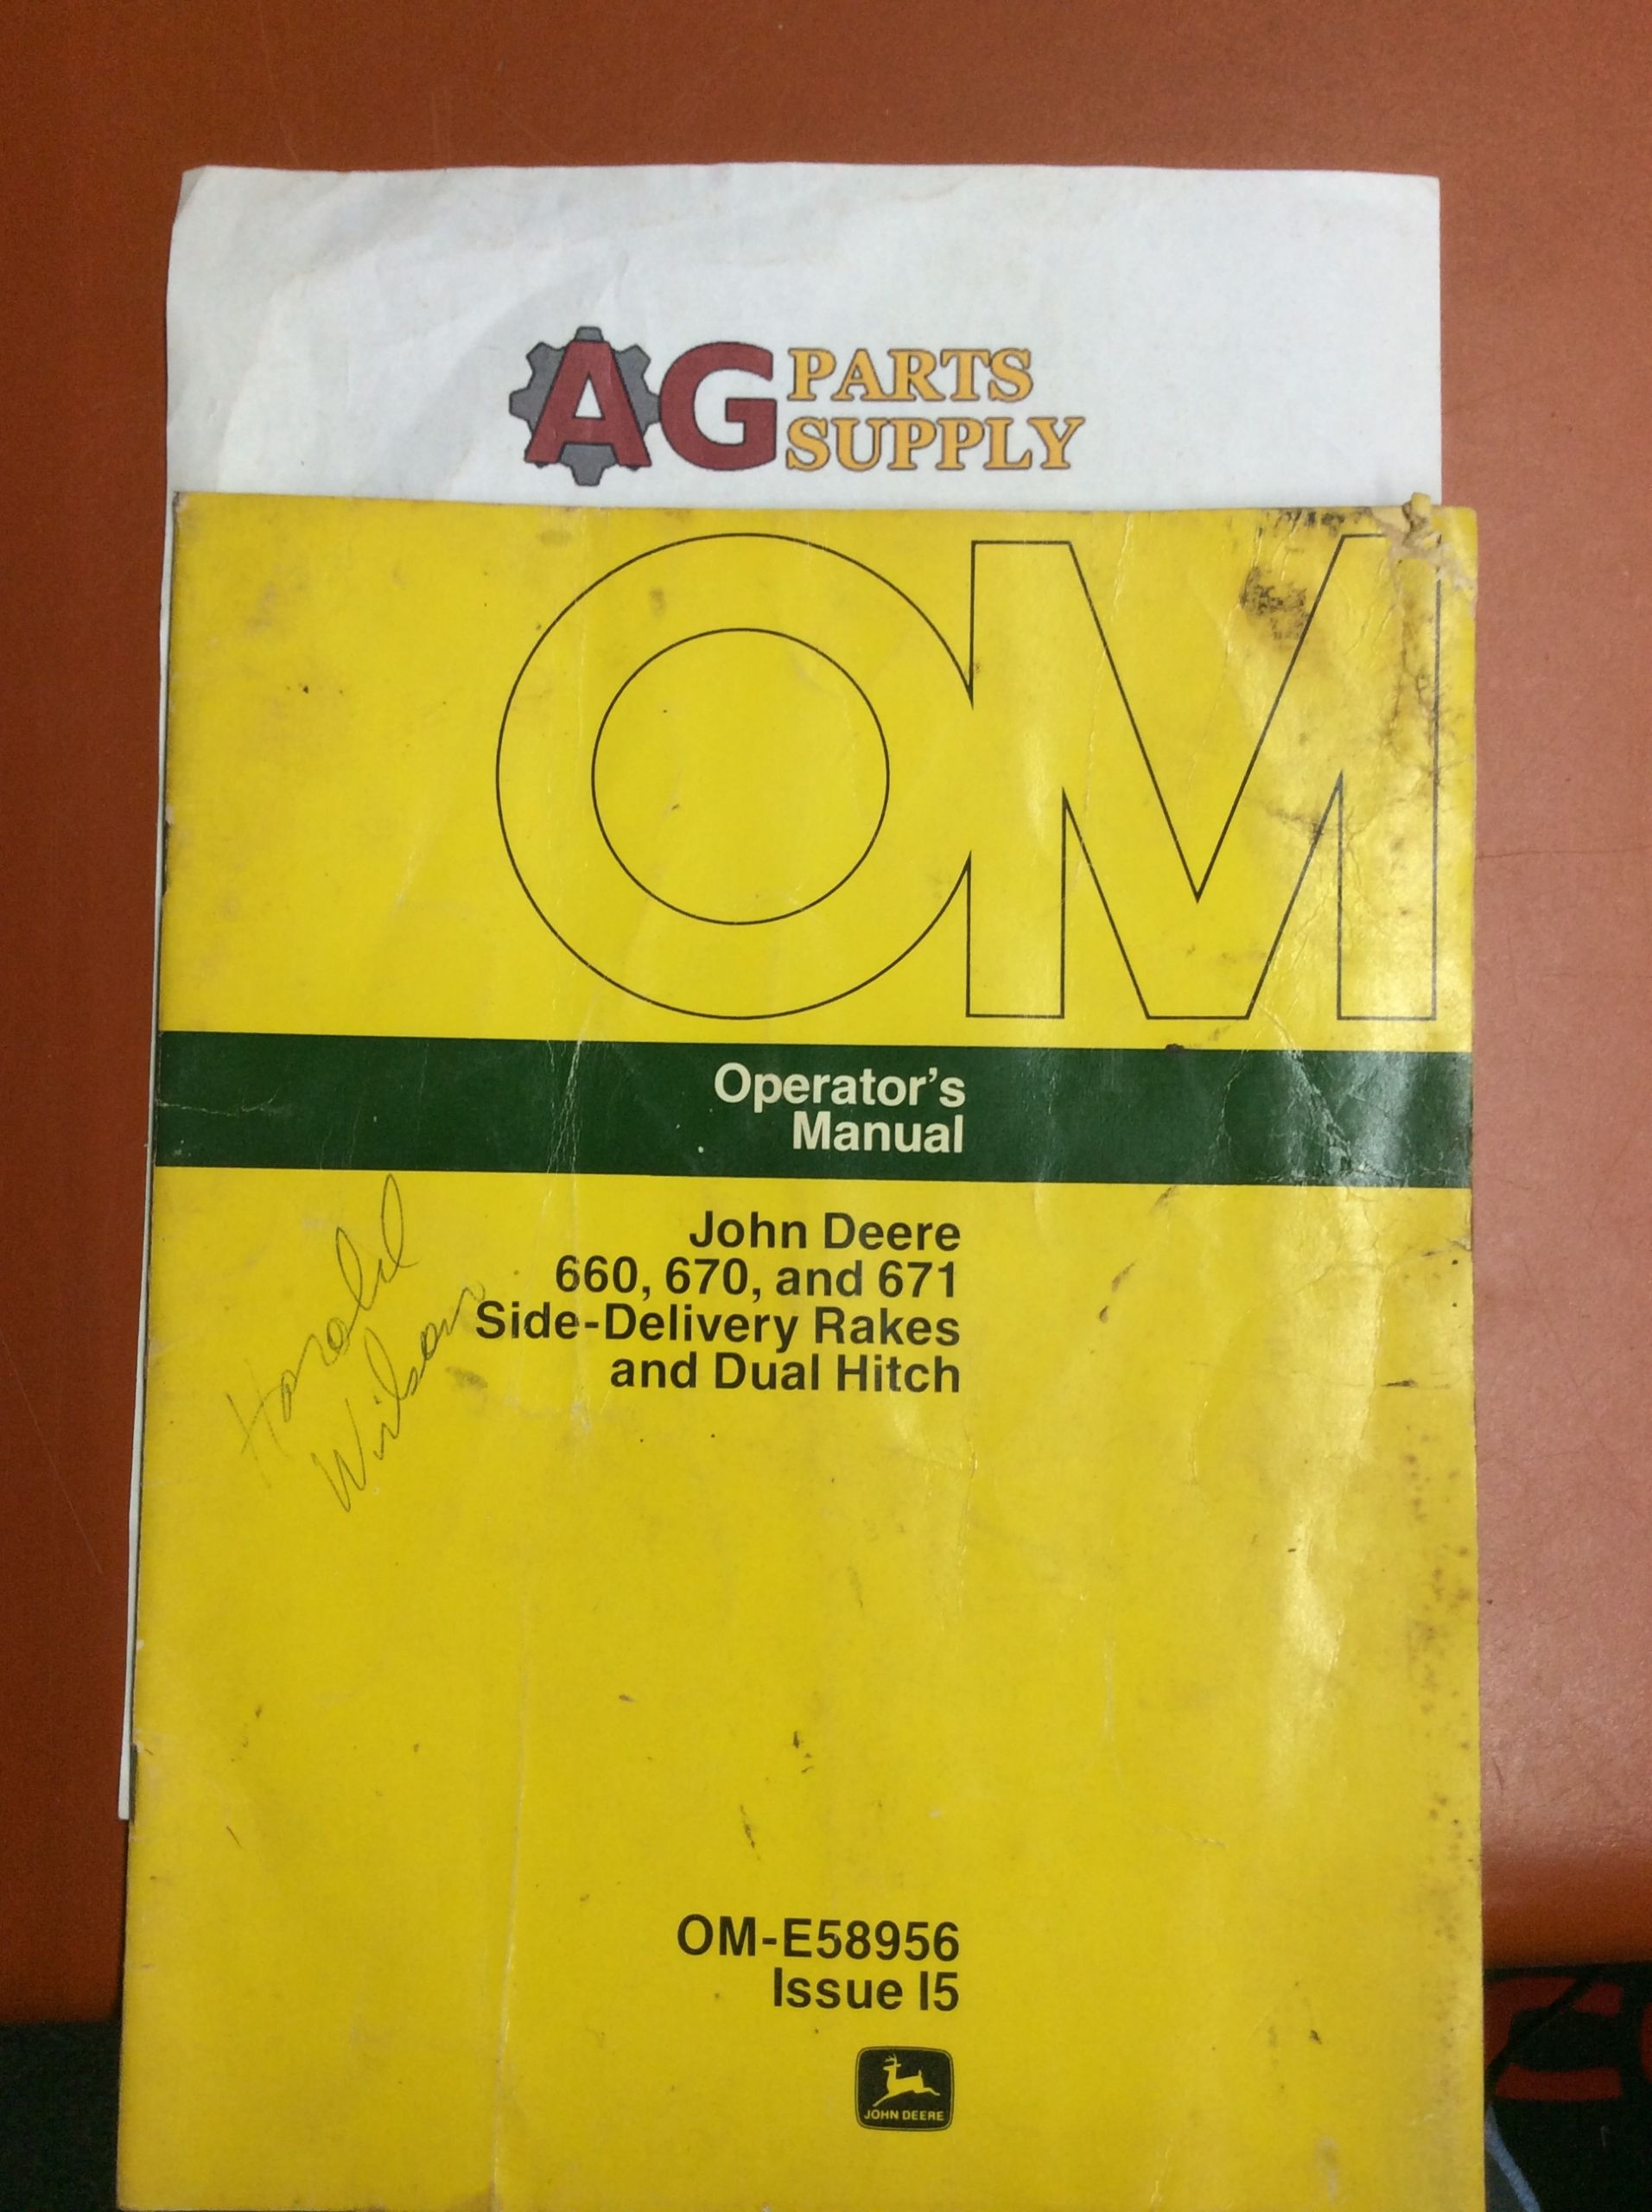 AG PARTS
SUPPLY
OM
Operator's
Manual
John Deere
660, 670, and 671
Side-Delivery Rakes
and Dual Hitch
Harold
Wilson
OM-E58956
Issue I5
JOHN DEERE